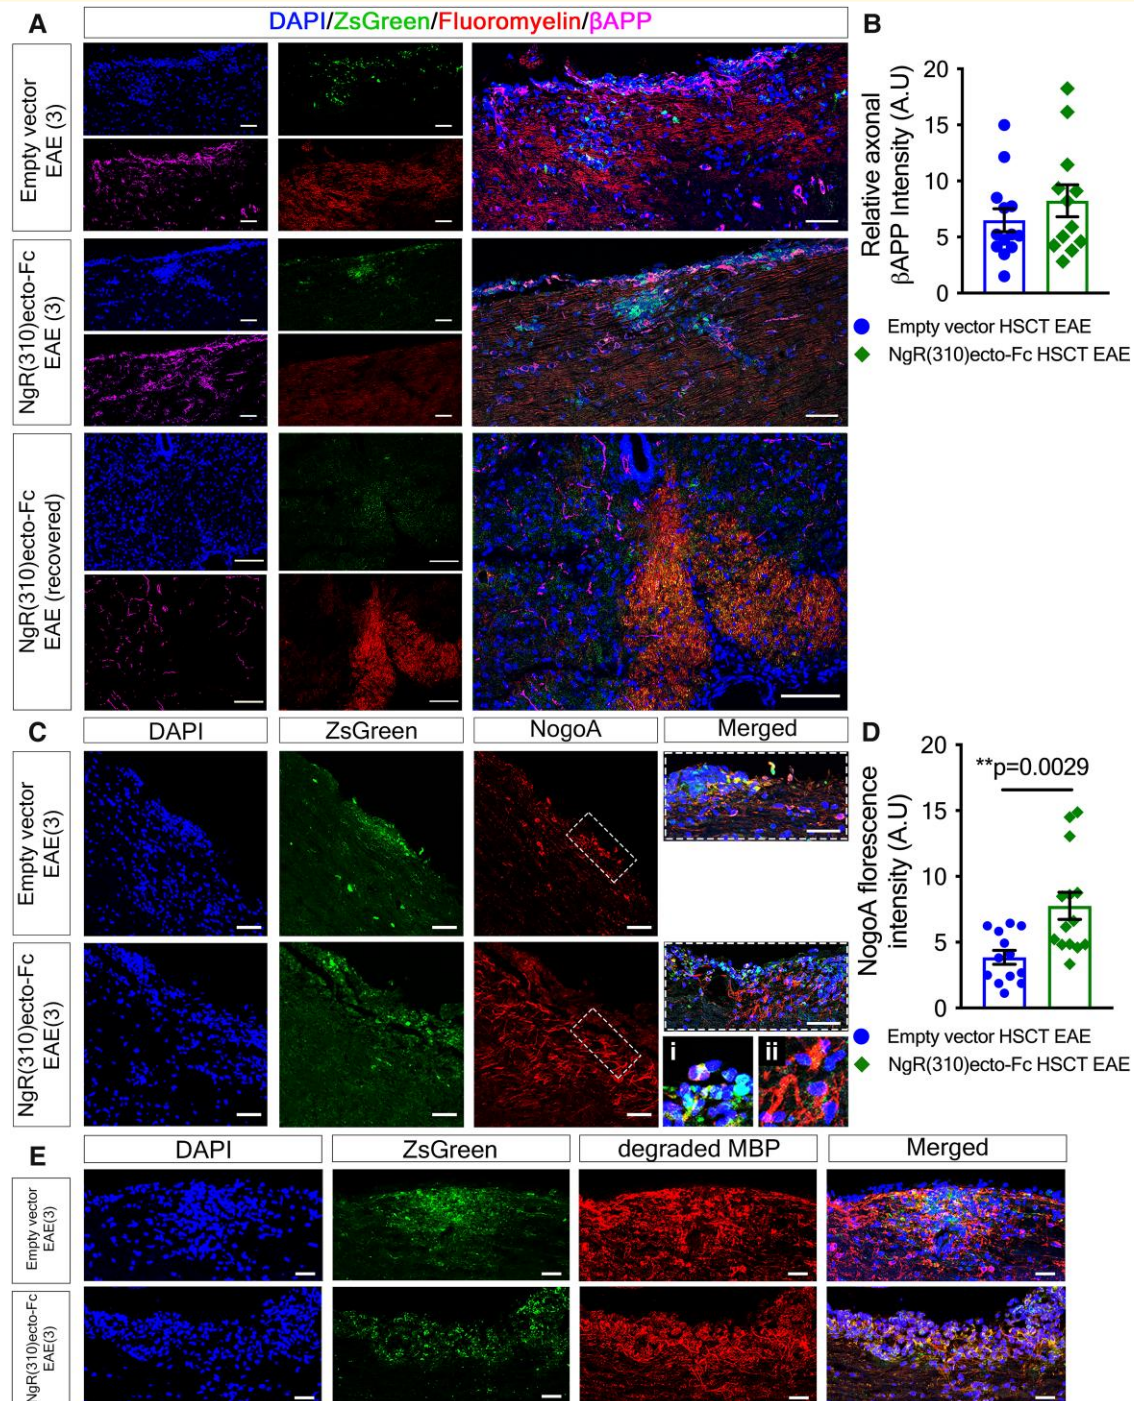 A
DAPI/ZsGreen/Fluoromyelin/βAPP
Empty vector
EAE (3)
NgR(310)ecto-Fc
EAE (3)
NgR(310)ecto-Fc
EAE (recovered)
B
Relative axonal
βAPP Intensity (A.U)
20
15
10
5
0
Empty vector HSCT EAE
NgR(310)ecto-Fc HSCT EAE
C
DAPI
ZsGreen
NogoA
Merged
Empty vector
EAE(3)
NgR(310)ecto-Fc
EAE(3)
i
ii
D
NogoA florescence
intensity (A.U)
20
15
10
5
0
**p=0.0029
Empty vector HSCT EAE
NgR(310)ecto-Fc HSCT EAE
E
DAPI
ZsGreen
degraded MBP
Merged
Empty vector
EAE(3)
NgR(310)ecto-Fc
EAE(3)